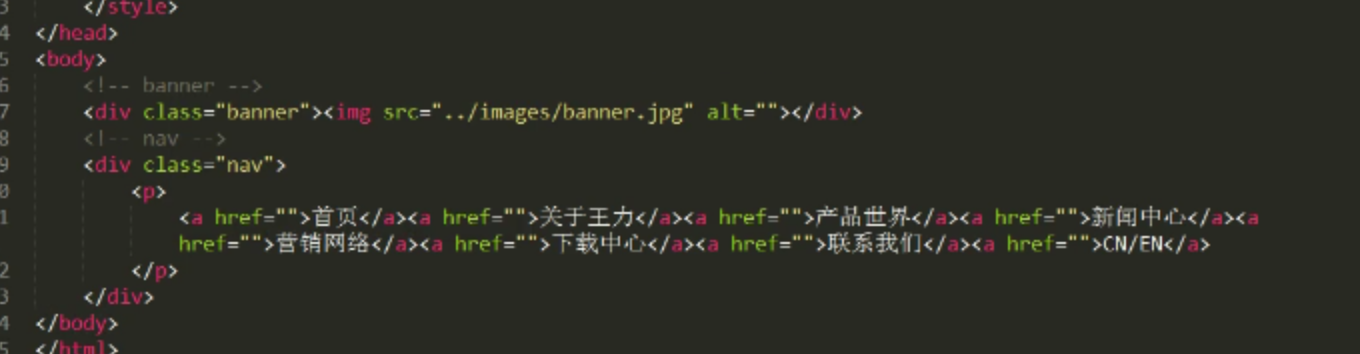 3 </style>
4 </head>
5 <body>
6 <!-- banner -->
7 <div class="banner"><img src="../images/banner.jpg" alt=""></div>
8 <!-- nav -->
9 <div class="nav">
0 <p>
1 <a href="">首页</a><a href="">关于王力</a><a href="">产品世界</a><a href="">新闻中心</a><a
href="">营销网络</a><a href="">下载中心</a><a href="">联系我们</a><a href="">CN/EN</a>
2 </p>
3 </div>
4 </body>
5 </html>